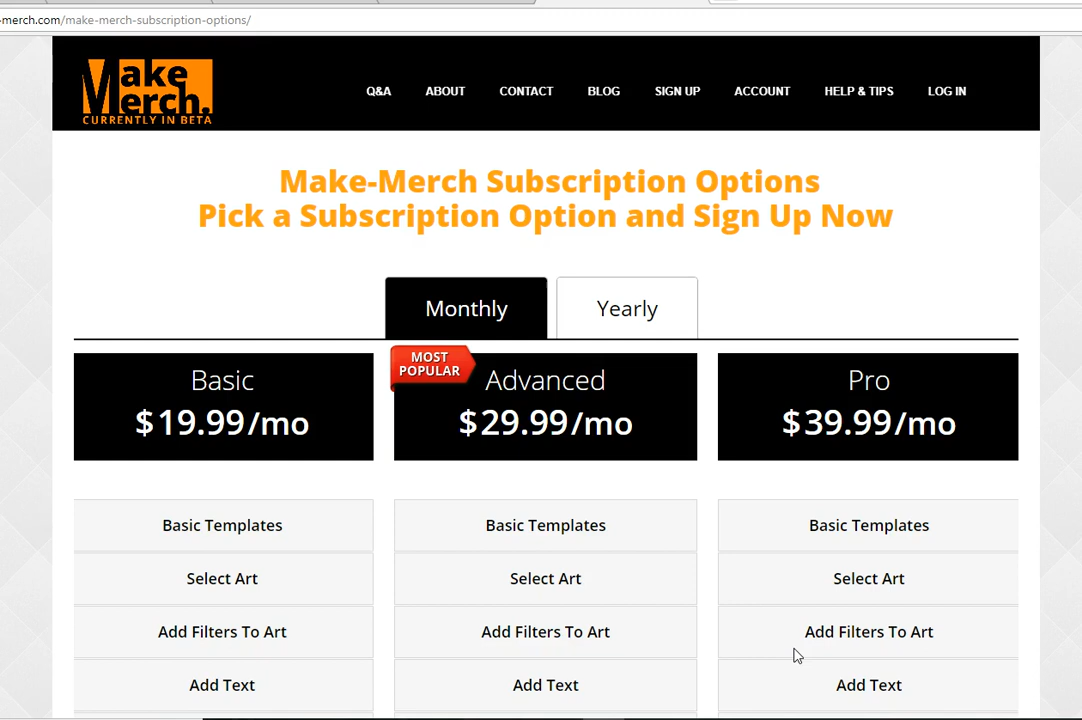 -merch.com/make-merch-subscription-options/
Make
Merch.
CURRENTLY IN BETA
Q&A ABOUT CONTACT BLOG SIGN UP ACCOUNT HELP & TIPS LOG IN
Make-Merch Subscription Options
Pick a Subscription Option and Sign Up Now
Monthly Yearly
MOST
POPULAR
Basic Advanced Pro
$19.99/mo $29.99/mo $39.99/mo
Basic Templates Basic Templates Basic Templates
Select Art Select Art Select Art
Add Filters To Art Add Filters To Art Add Filters To Art
Add Text Add Text Add Text